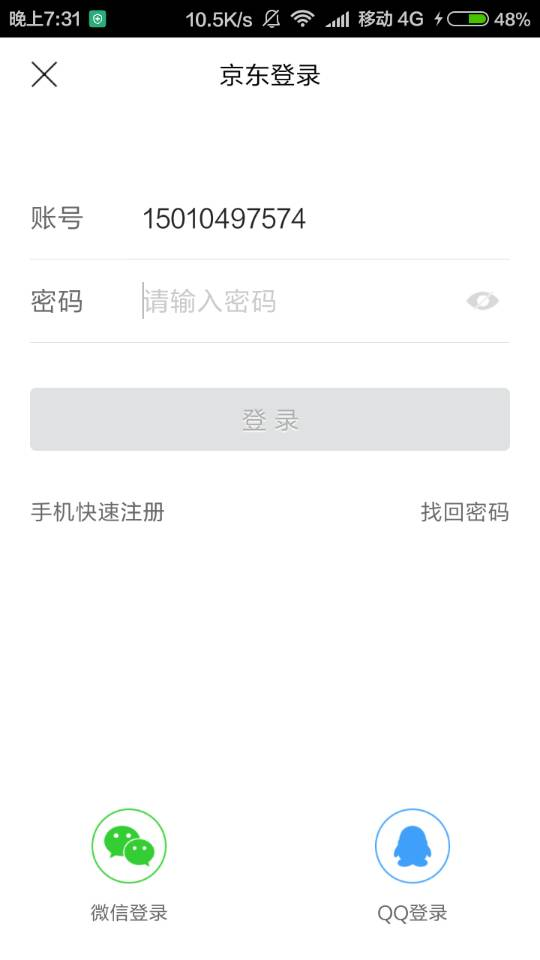 晚上7:31 10.5K/s 移动 4G 48%
京东登录
账号 15010497574
密码 请输入密码
登 录
手机快速注册 找回密码
微信登录 QQ登录